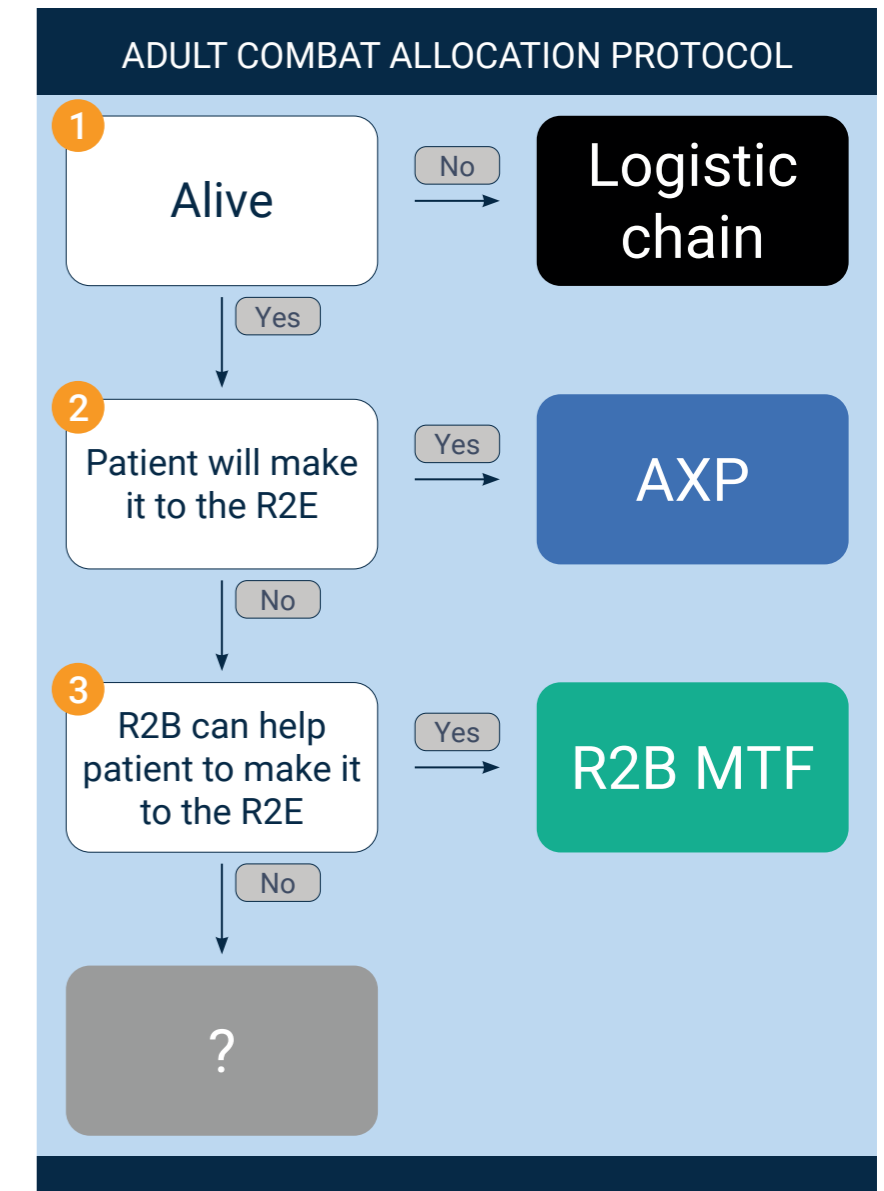 ADULT COMBAT ALLOCATION PROTOCOL
1
Alive
No
Logistic
chain
Yes
2
Patient will make
it to the R2E
Yes
AXP
No
3
R2B can help
patient to make it
to the R2E
Yes
R2B MTF
No
?